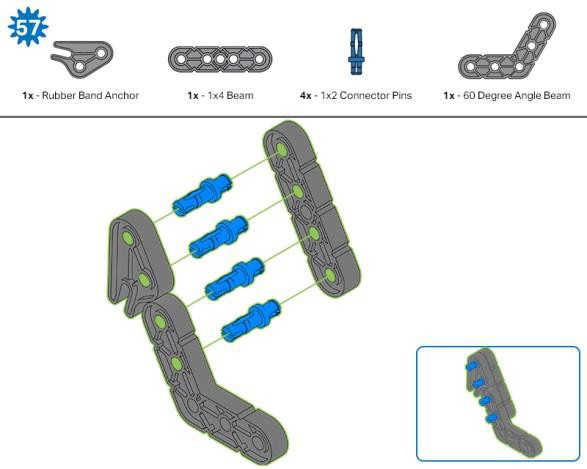 57
1x - Rubber Band Anchor
1x - 1x4 Beam
4x - 1x2 Connector Pins
1x - 60 Degree Angle Beam